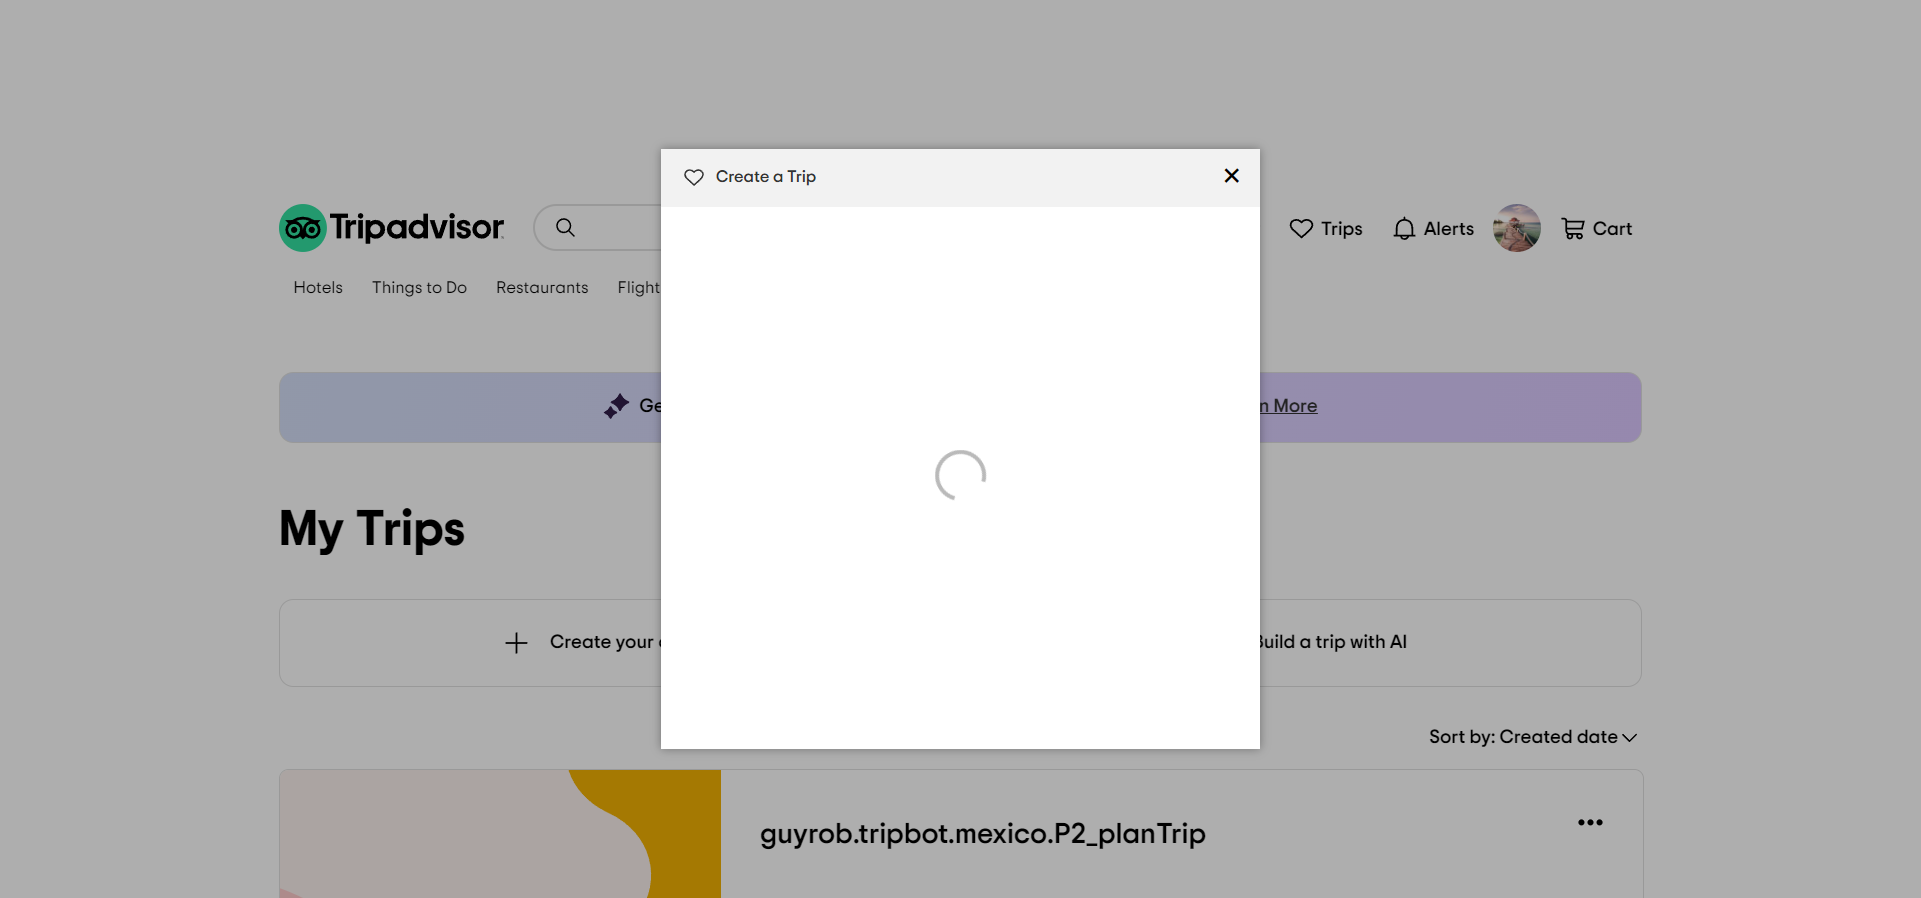 Create a Trip
Tripadvisor
Trips
Alerts
Cart
Hotels
Things to Do
Restaurants
Flight
Ge
n More
My Trips
Create your
Build a trip with AI
Sort by: Created date
guyrob.tripbot.mexico.P2_planTrip